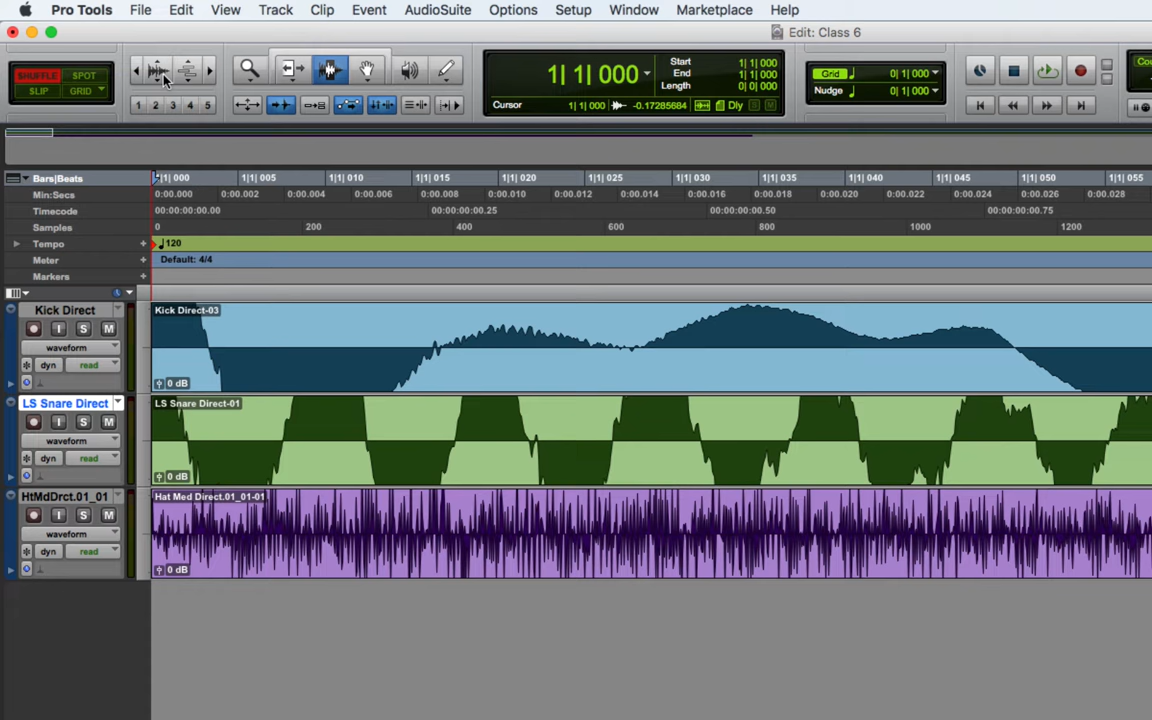 Pro Tools File Edit View Track Clip Event AudioSuite Options Setup Window Marketplace Help
Edit: Class 6
SHUFFLE SPOT
SLIP GRID
1 2 3 4 5
1| 1| 000
Start 1| 1| 000
End 1| 1| 000
Length 0| 0| 000
Cursor 1| 1| 000 -0.17285684 Dly S M
Grid 0| 1| 000
Nudge 0| 1| 000
Cou
Bars|Beats 1|1| 000 1|1| 005 1|1| 010 1|1| 015 1|1| 020 1|1| 025 1|1| 030 1|1| 035 1|1| 040 1|1| 045 1|1| 050 1|1| 055
Min:Secs 0:00.000 0:00.002 0:00.004 0:00.006 0:00.008 0:00.010 0:00.012 0:00.014 0:00.016 0:00.018 0:00.020 0:00.022 0:00.024 0:00.026 0:00.028
Timecode 00:00:00:00.00 00:00:00:00.25 00:00:00:00.50 00:00:00:00.75
Samples 0 200 400 600 800 1000 1200
Tempo + 120
Meter + Default: 4/4
Markers +
Kick Direct
Kick Direct-03
I S M
waveform
dyn read
0 dB
LS Snare Direct
LS Snare Direct-01
I S M
waveform
dyn read
0 dB
HtMdDrct.01_01
Hat Med Direct.01_01-01
I S M
waveform
dyn read
0 dB